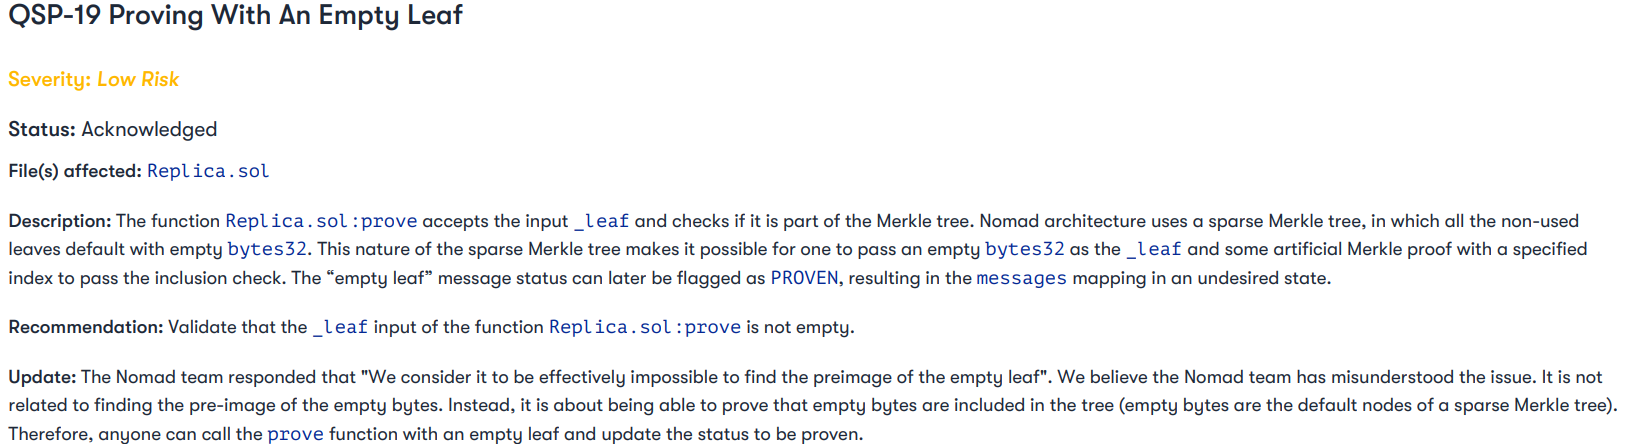 QSP-19 Proving With An Empty Leaf
Severity: Low Risk
Status: Acknowledged
File(s) affected: Replica.sol
Description: The function Replica.sol:prove accepts the input _leaf and checks if it is part of the Merkle tree. Nomad architecture uses a sparse Merkle tree, in which all the non-used
leaves default with empty bytes32. This nature of the sparse Merkle tree makes it possible for one to pass an empty bytes32 as the _leaf and some artificial Merkle proof with a specified
index to pass the inclusion check. The “empty leaf” message status can later be flagged as PROVEN, resulting in the messages mapping in an undesired state.
Recommendation: Validate that the _leaf input of the function Replica.sol:prove is not empty.
Update: The Nomad team responded that "We consider it to be effectively impossible to find the preimage of the empty leaf". We believe the Nomad team has misunderstood the issue. It is not
related to finding the pre-image of the empty bytes. Instead, it is about being able to prove that empty bytes are included in the tree (empty bytes are the default nodes of a sparse Merkle tree).
Therefore, anyone can call the prove function with an empty leaf and update the status to be proven.